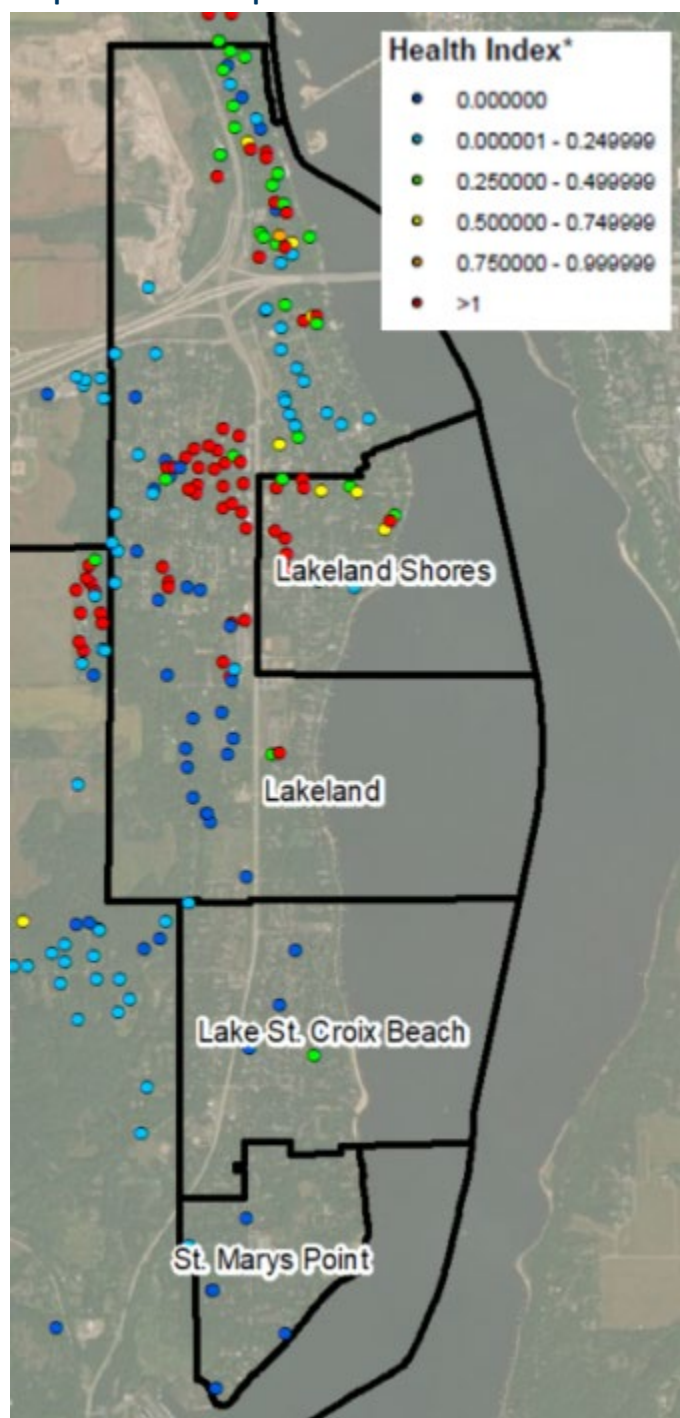 Health Index*
0.000000
0.000001 - 0.249999
0.250000 - 0.499999
0.500000 - 0.749999
0.750000 - 0.999999
>1
Lakeland Shores
Lakeland
Lake St. Croix Beach
St. Marys Point